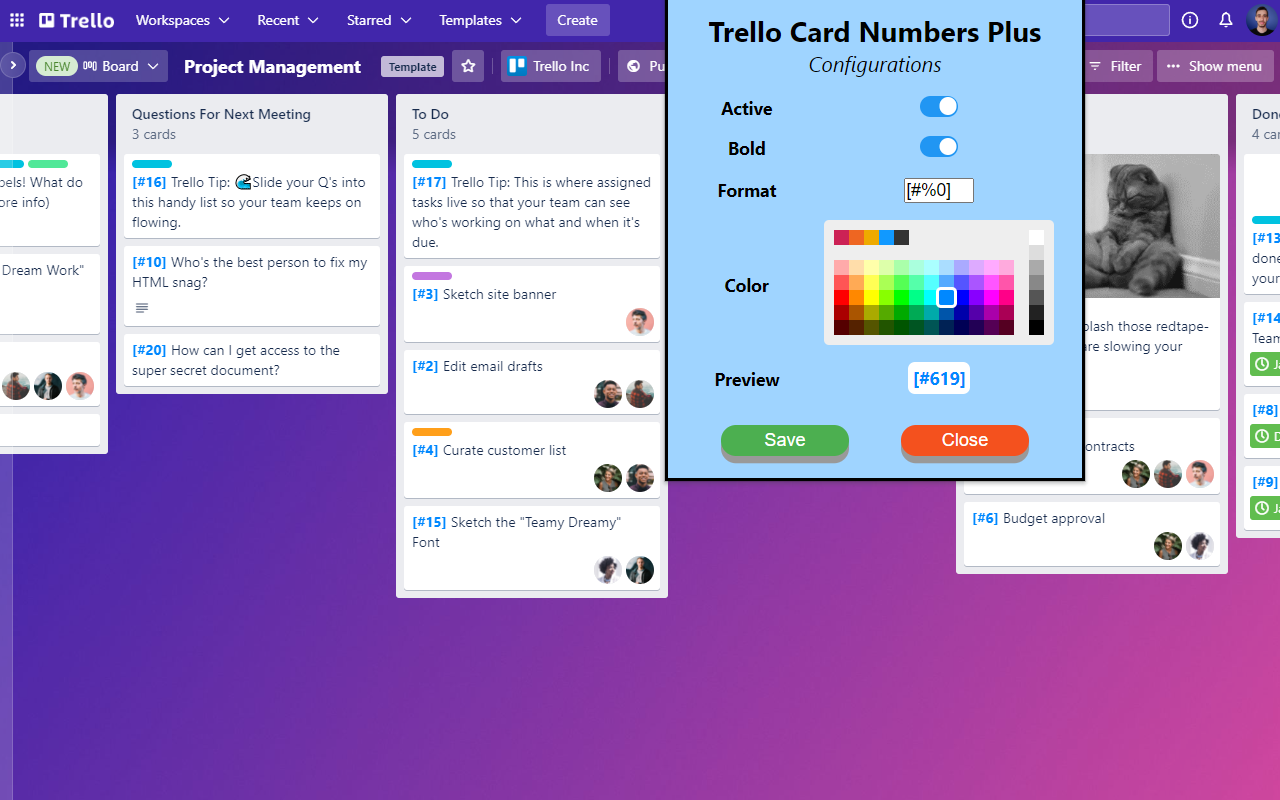 Trello
Workspaces
Recent
Starred
Templates
Create
NEW
Board
Project Management
Template
Trello Inc
Pu
Filter
Show menu
Trello Card Numbers Plus
Configurations
Active
Bold
Format
[#%0]
Color
Preview
[#619]
Save
Close
bels! What do
ore info)
Dream Work"
Questions For Next Meeting
3 cards
[#16] Trello Tip: 🌊Slide your Q's into
this handy list so your team keeps on
flowing.
[#10] Who's the best person to fix my
HTML snag?
[#20] How can I get access to the
super secret document?
To Do
5 cards
[#17] Trello Tip: This is where assigned
tasks live so that your team can see
who's working on what and when it's
due.
[#3] Sketch site banner
[#2] Edit email drafts
[#4] Curate customer list
[#15] Sketch the "Teamy Dreamy"
Font
plash those redtape-
are slowing your
ontracts
[#6] Budget approval
Done
4 car
[#13
done
your
[#14
Team
Ja
[#8]
D
[#9]
Ja